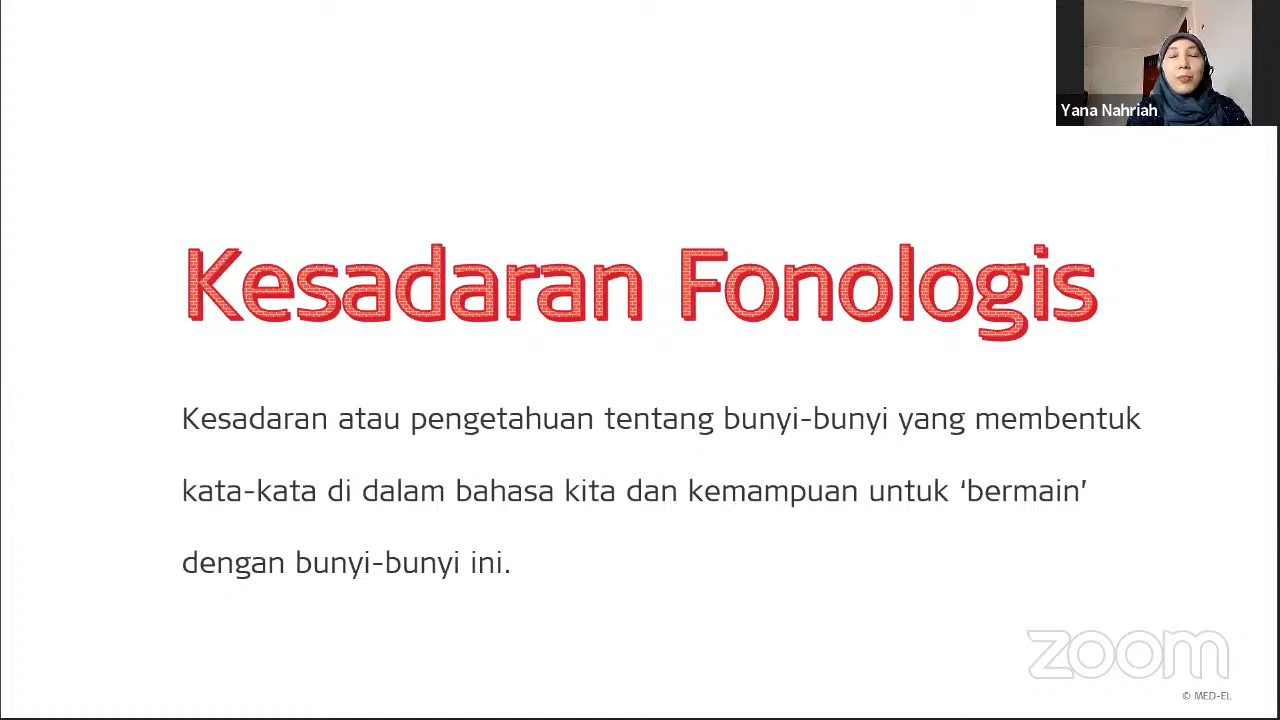 Yana Nahriah
Kesadaran Fonologis
Kesadaran atau pengetahuan tentang bunyi-bunyi yang membentuk
kata-kata di dalam bahasa kita dan kemampuan untuk ‘bermain’
dengan bunyi-bunyi ini.
zoom
© MED-EL